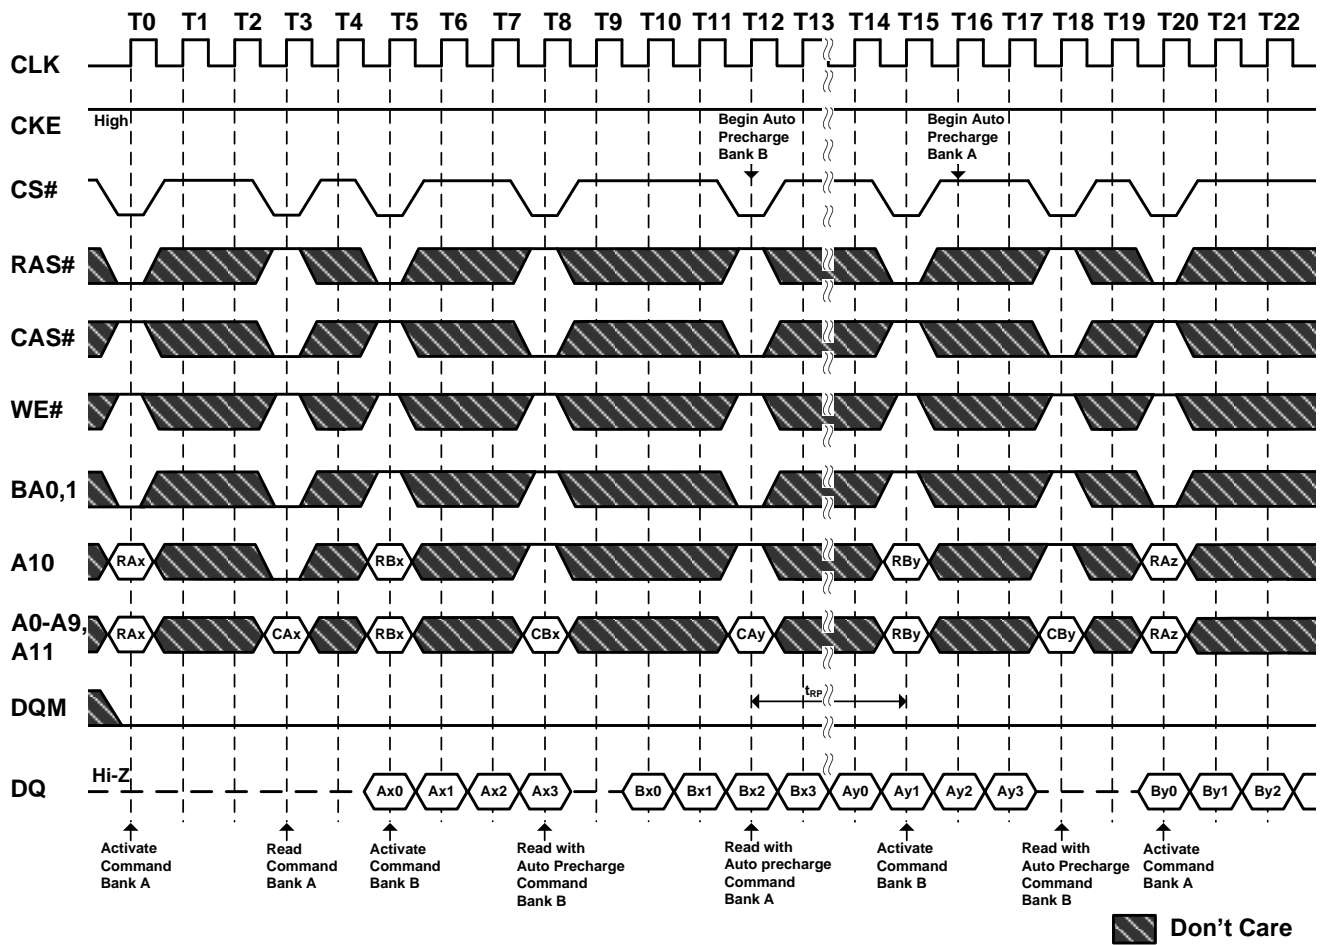 T0 T1 T2 T3 T4 T5 T6 T7 T8 T9 T10 T11 T12 T13 T14 T15 T16 T17 T18 T19 T20 T21 T22
CLK
CKE
High
Begin Auto
Precharge
Bank B
Begin Auto
Precharge
Bank A
CS#
RAS#
CAS#
WE#
BA0,1
A10
RAx RBx RBy RAz
A0-A9,
A11
RAx CAx RBx CBx CAy RBy CBy RAz
DQM
tRP
DQ
Hi-Z
Ax0 Ax1 Ax2 Ax3 Bx0 Bx1 Bx2 Bx3 Ay0 Ay1 Ay2 Ay3 By0 By1 By2
Activate
Command
Bank A
Read
Command
Bank A
Activate
Command
Bank B
Read with
Auto Precharge
Command
Bank B
Read with
Auto precharge
Command
Bank A
Activate
Command
Bank B
Read with
Auto Precharge
Command
Bank B
Activate
Command
Bank A
Don't Care